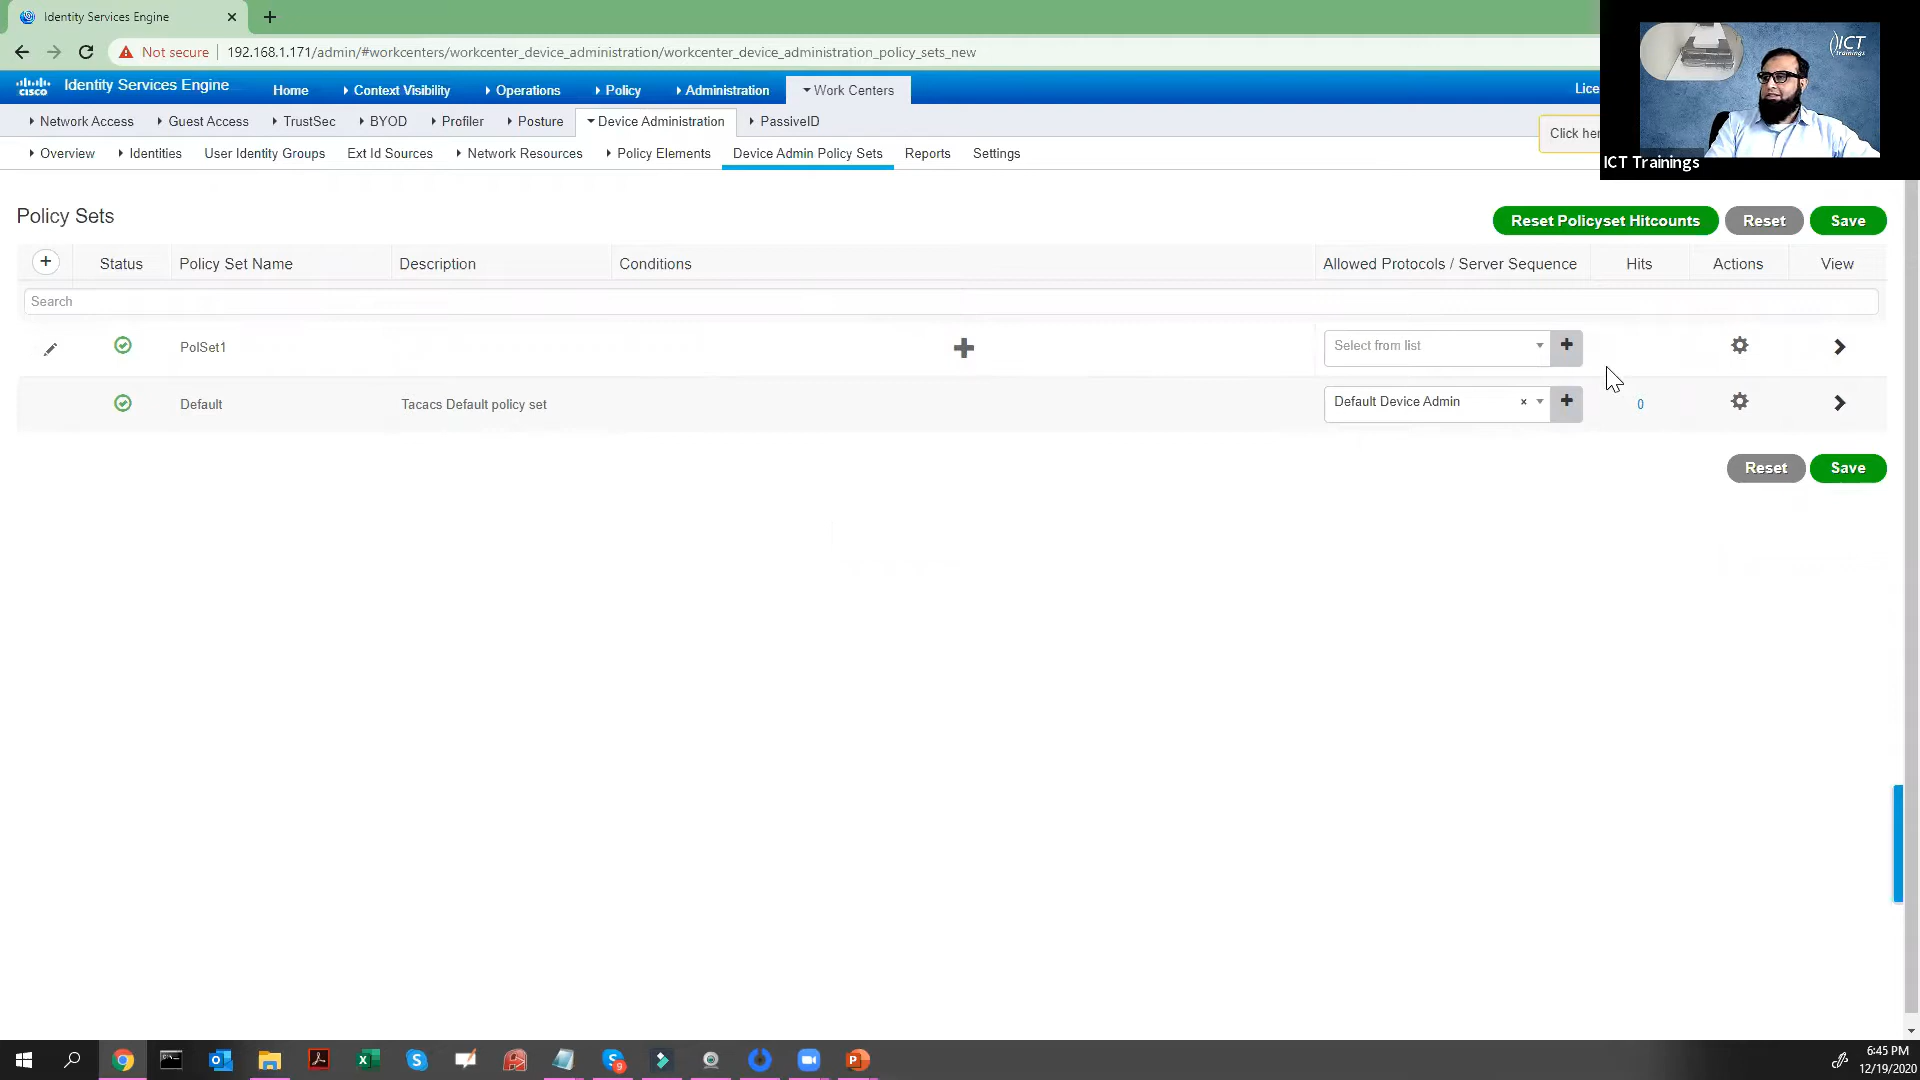 Identity Services Engine
Not secure 192.168.1.171/admin/#workcenters/workcenter_device_administration/workcenter_device_administration_policy_sets_new
cisco Identity Services Engine Home Context Visibility Operations Policy Administration Work Centers Lice
Network Access Guest Access TrustSec BYOD Profiler Posture Device Administration PassiveID
Click her
Overview Identities User Identity Groups Ext Id Sources Network Resources Policy Elements Device Admin Policy Sets Reports Settings
ICT
trainings
ICT Trainings
Policy Sets
Reset Policyset Hitcounts Reset Save
Status Policy Set Name Description Conditions Allowed Protocols / Server Sequence Hits Actions View
Search
PolSet1 Select from list
Default Tacacs Default policy set Default Device Admin × 0
Reset Save
9
6:45 PM
12/19/2020